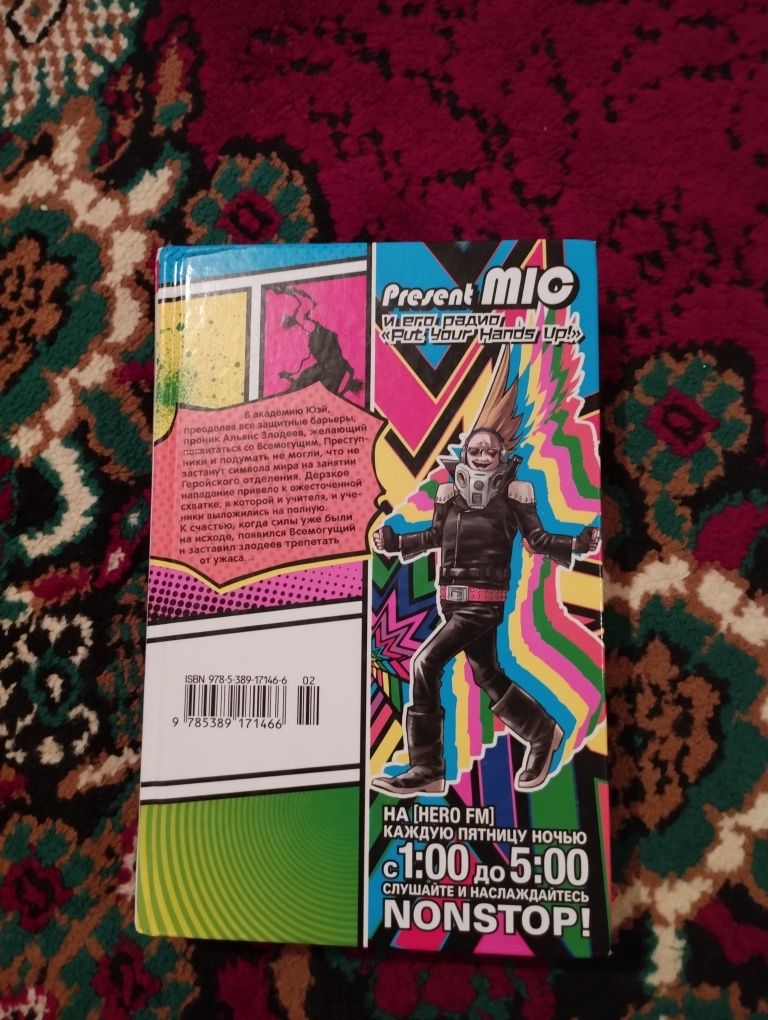 Present MIC
и его радио
«Put Your Hands Up!»
В академию Юэй,
преодолев все защитные барьеры,
проник Альянс Злодеев, желающий
поквитаться со Всемогущим. Преступ-
ники и подумать не могли, что не
застанут символа мира на занятии
Геройского отделения. Дерзкое
нападение привело к ожесточенной
схватке, в которой и учителя, и уче-
ники выложились на полную.
К счастью, когда силы уже были
на исходе, появился Всемогущий
и заставил злодеев трепетать
от ужаса...
ISBN 978-5-389-17146-6 02
9 785389 171466
НА [HERO FM]
КАЖДУЮ ПЯТНИЦУ НОЧЬЮ
с 1:00 до 5:00
СЛУШАЙТЕ И НАСЛАЖДАЙТЕСЬ
NONSTOP!